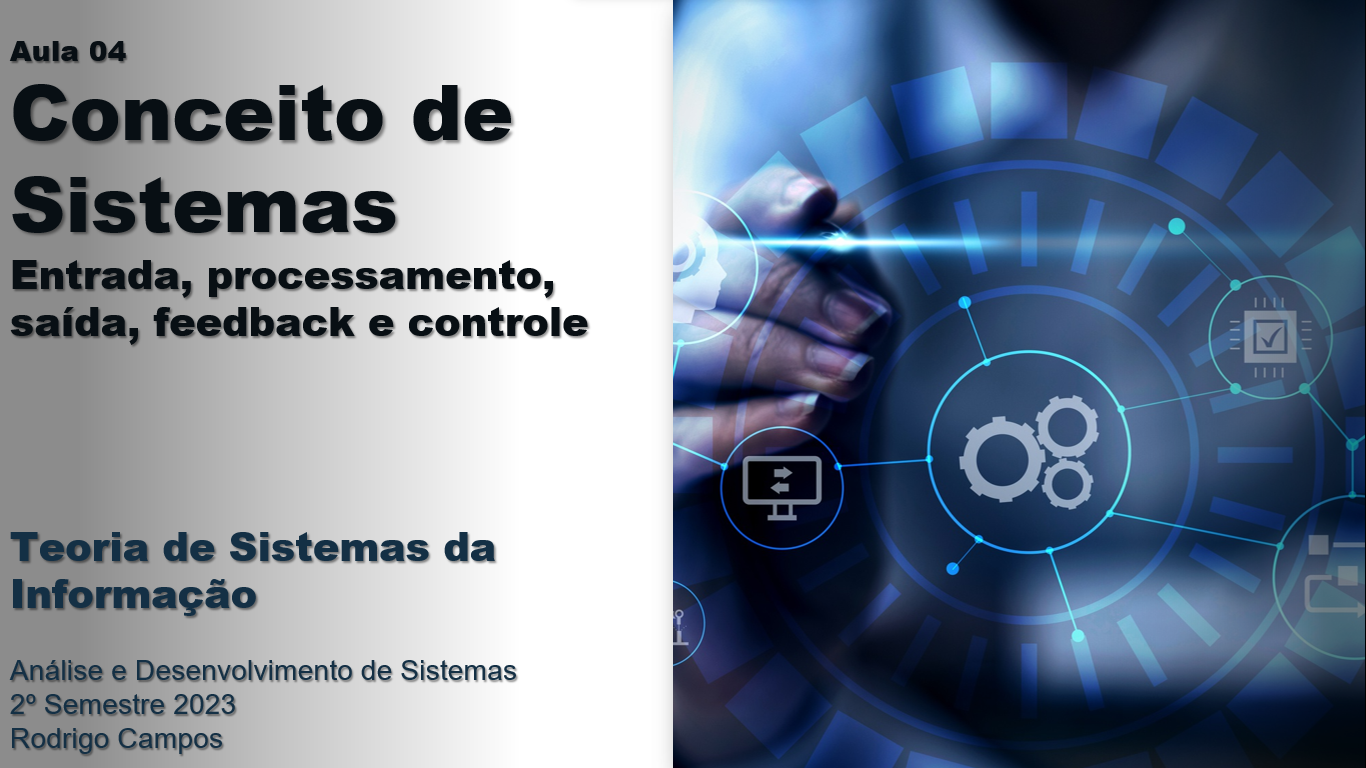 Aula 04
Conceito de
Sistemas
Entrada, processamento,
saída, feedback e controle
Teoria de Sistemas da
Informação
Análise e Desenvolvimento de Sistemas
2º Semestre 2023
Rodrigo Campos